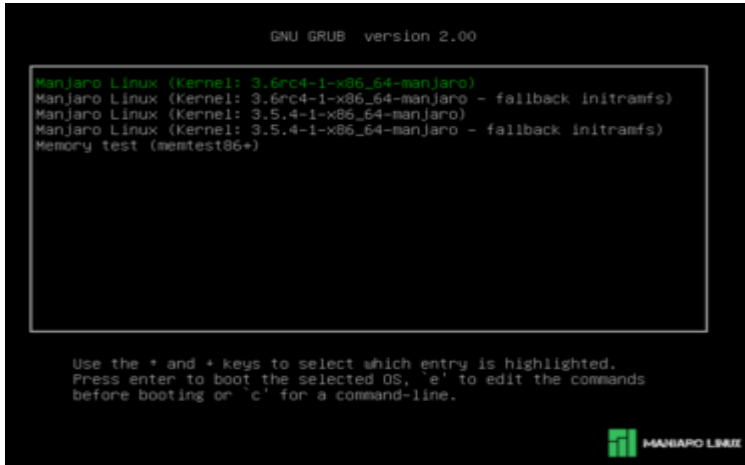 GNU GRUB version 2.00
Manjaro Linux (Kernel: 3.6rc4-1-x86_64-manjaro)
Manjaro Linux (Kernel: 3.6rc4-1-x86_64-manjaro - fallback initramfs)
Manjaro Linux (Kernel: 3.5.4-1-x86_64-manjaro)
Manjaro Linux (Kernel: 3.5.4-1-x86_64-manjaro - fallback initramfs)
Memory test (memtest86+)
Use the ↑ and ↓ keys to select which entry is highlighted.
Press enter to boot the selected OS, `e' to edit the commands
before booting or `c' for a command-line.
MANJARO LINUX